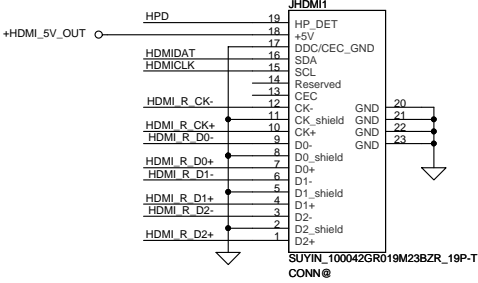 JHDMI1
HPD 19 HP_DET
+HDMI_5V_OUT 18 +5V
17 DDC/CEC_GND
HDMIDAT 16 SDA
HDMICLK 15 SCL
14 Reserved
13 CEC
HDMI_R_CK- 12 CK- GND 20
11 CK_shield GND 21
HDMI_R_CK+ 10 CK+ GND 22
HDMI_R_D0- 9 D0- GND 23
8 D0_shield
HDMI_R_D0+ 7 D0+
HDMI_R_D1- 6 D1-
5 D1_shield
HDMI_R_D1+ 4 D1+
HDMI_R_D2- 3 D2-
2 D2_shield
HDMI_R_D2+ 1 D2+
SUYIN_100042GR019M23BZR_19P-T
CONN@